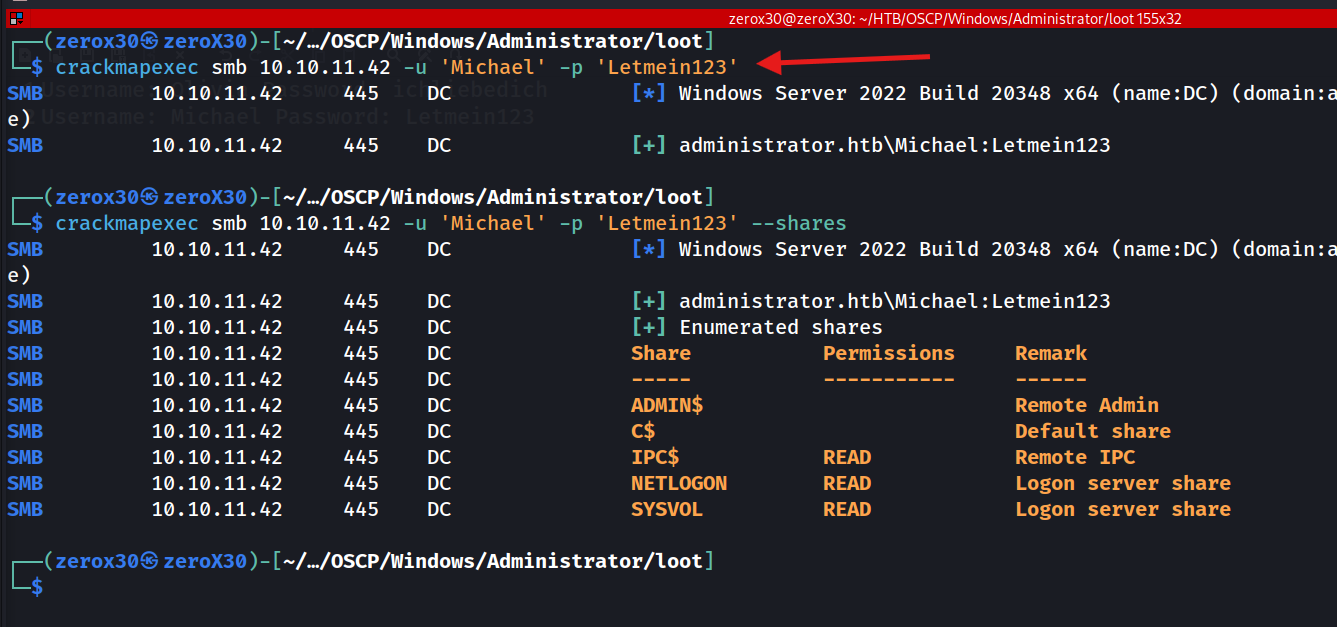 zerox30@zeroX30: ~/HTB/OSCP/Windows/Administrator/loot 155x32
┌──(zerox30㉿zeroX30)-[~/…/OSCP/Windows/Administrator/loot]
└─$ crackmapexec smb 10.10.11.42 -u 'Michael' -p 'Letmein123'
SMB 10.10.11.42 445 DC [*] Windows Server 2022 Build 20348 x64 (name:DC) (domain:a
e)
Username: Michael Password: Letmein123
SMB 10.10.11.42 445 DC [+] administrator.htb\Michael:Letmein123
┌──(zerox30㉿zeroX30)-[~/…/OSCP/Windows/Administrator/loot]
└─$ crackmapexec smb 10.10.11.42 -u 'Michael' -p 'Letmein123' --shares
SMB 10.10.11.42 445 DC [*] Windows Server 2022 Build 20348 x64 (name:DC) (domain:a
e)
SMB 10.10.11.42 445 DC [+] administrator.htb\Michael:Letmein123
SMB 10.10.11.42 445 DC [+] Enumerated shares
SMB 10.10.11.42 445 DC Share Permissions Remark
SMB 10.10.11.42 445 DC ----- ----------- ------
SMB 10.10.11.42 445 DC ADMIN$ Remote Admin
SMB 10.10.11.42 445 DC C$ Default share
SMB 10.10.11.42 445 DC IPC$ READ Remote IPC
SMB 10.10.11.42 445 DC NETLOGON READ Logon server share
SMB 10.10.11.42 445 DC SYSVOL READ Logon server share
┌──(zerox30㉿zeroX30)-[~/…/OSCP/Windows/Administrator/loot]
└─$